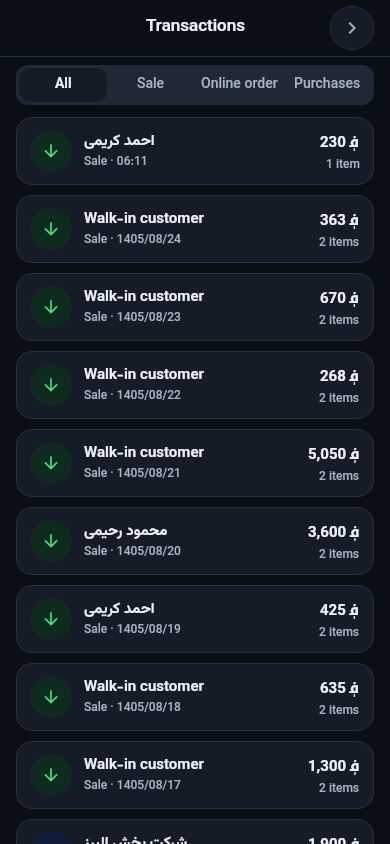 Transactions
All Sale Online order Purchases
احمد کریمی 230 ؋
Sale · 06:11 1 item
Walk-in customer 363 ؋
Sale · 1405/08/24 2 items
Walk-in customer 670 ؋
Sale · 1405/08/23 2 items
Walk-in customer 268 ؋
Sale · 1405/08/22 2 items
Walk-in customer 5,050 ؋
Sale · 1405/08/21 2 items
محمود رحیمی 3,600 ؋
Sale · 1405/08/20 2 items
احمد کریمی 425 ؋
Sale · 1405/08/19 2 items
Walk-in customer 635 ؋
Sale · 1405/08/18 2 items
Walk-in customer 1,300 ؋
Sale · 1405/08/17 2 items
شرکت پخش البرز 1,900 ؋